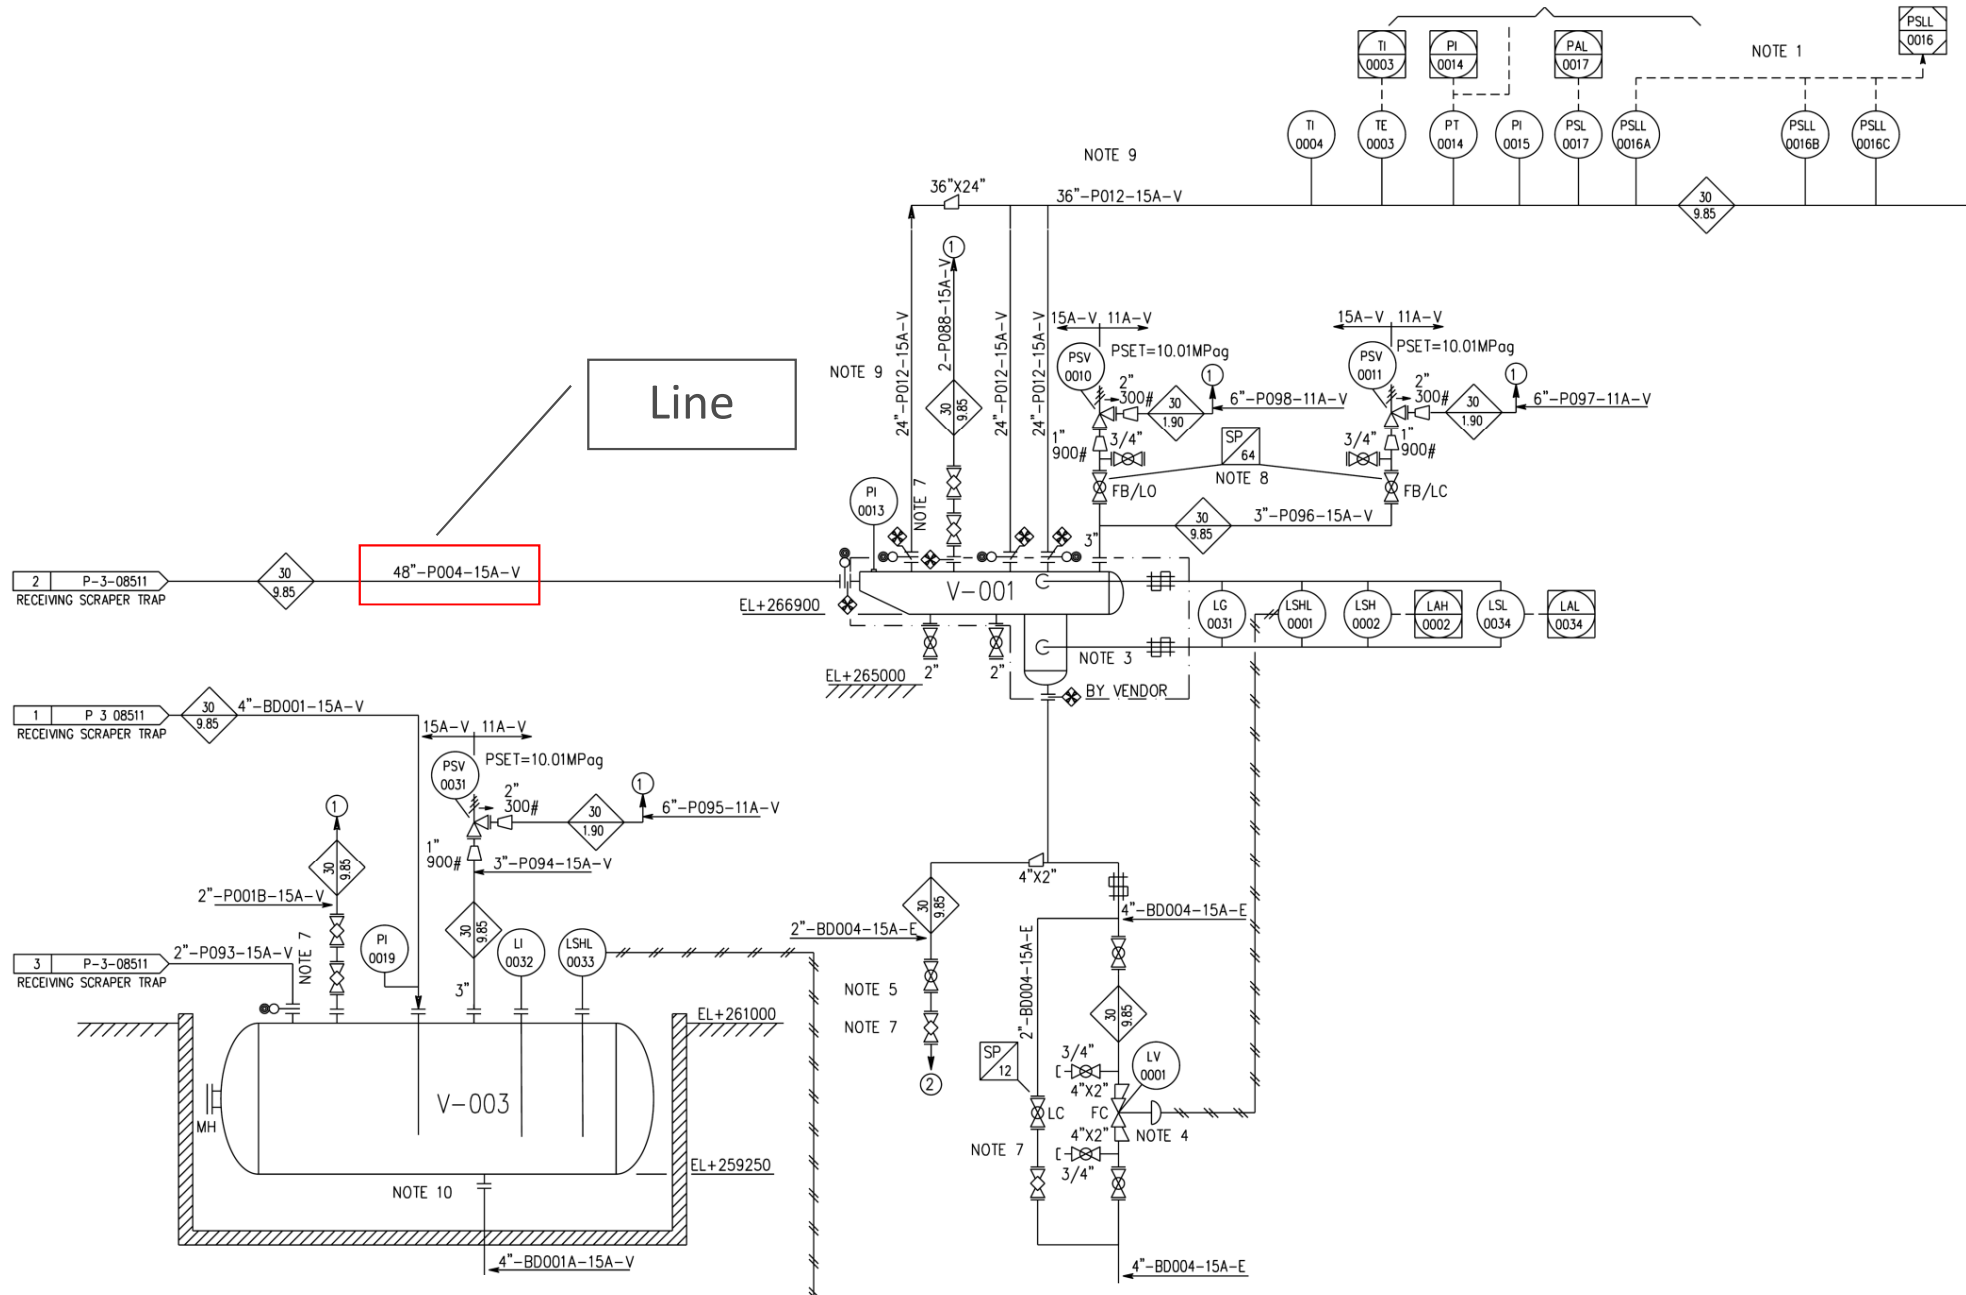 PSLL
0016
TI
0003
PI
0014
PAL
0017
NOTE 1
TI
0004
TE
0003
PT
0014
PI
0015
PSL
0017
PSLL
0016A
PSLL
0016B
PSLL
0016C
NOTE 9
36"X24"
36"-P012-15A-V
30
9.85
1
24"-P012-15A-V
2-P088-15A-V
24"-P012-15A-V
24"-P012-15A-V
NOTE 9
30
9.85
15A-V 11A-V
PSV
0010
PSET=10.01MPag
2"
300#
30
1.90
1
6"-P098-11A-V
1"
900#
3/4"
FB/LO
SP
64
NOTE 8
15A-V 11A-V
PSV
0011
PSET=10.01MPag
2"
300#
30
1.90
1
6"-P097-11A-V
3/4"
1"
900#
FB/LC
30
9.85
3"-P096-15A-V
3"
Line
PI
0013
NOTE 7
2 P-3-08511
RECEIVING SCRAPER TRAP
30
9.85
48"-P004-15A-V
V-001
EL+266900
EL+265000
2"
2"
NOTE 3
BY VENDOR
LG
0031
LSHL
0001
LSH
0002
LAH
0002
LSL
0034
LAL
0034
1 P 3 08511
RECEIVING SCRAPER TRAP
30
9.85
4"-BD001-15A-V
15A-V 11A-V
PSV
0031
PSET=10.01MPag
2"
300#
30
1.90
1
6"-P095-11A-V
1"
900#
3"-P094-15A-V
1
30
9.85
2"-P001B-15A-V
NOTE 7
3 P-3-08511
RECEIVING SCRAPER TRAP
2"-P093-15A-V
PI
0019
30
9.85
3"
LI
0032
LSHL
0033
EL+261000
V-003
MH
EL+259250
NOTE 10
4"-BD001A-15A-V
4"X2"
30
9.85
2"-BD004-15A-E
NOTE 5
NOTE 7
2
2"-BD004-15A-E
4"-BD004-15A-E
30
9.85
SP
12
LC
NOTE 7
3/4"
4"X2"
LV
0001
FC
NOTE 4
4"X2"
3/4"
4"-BD004-15A-E